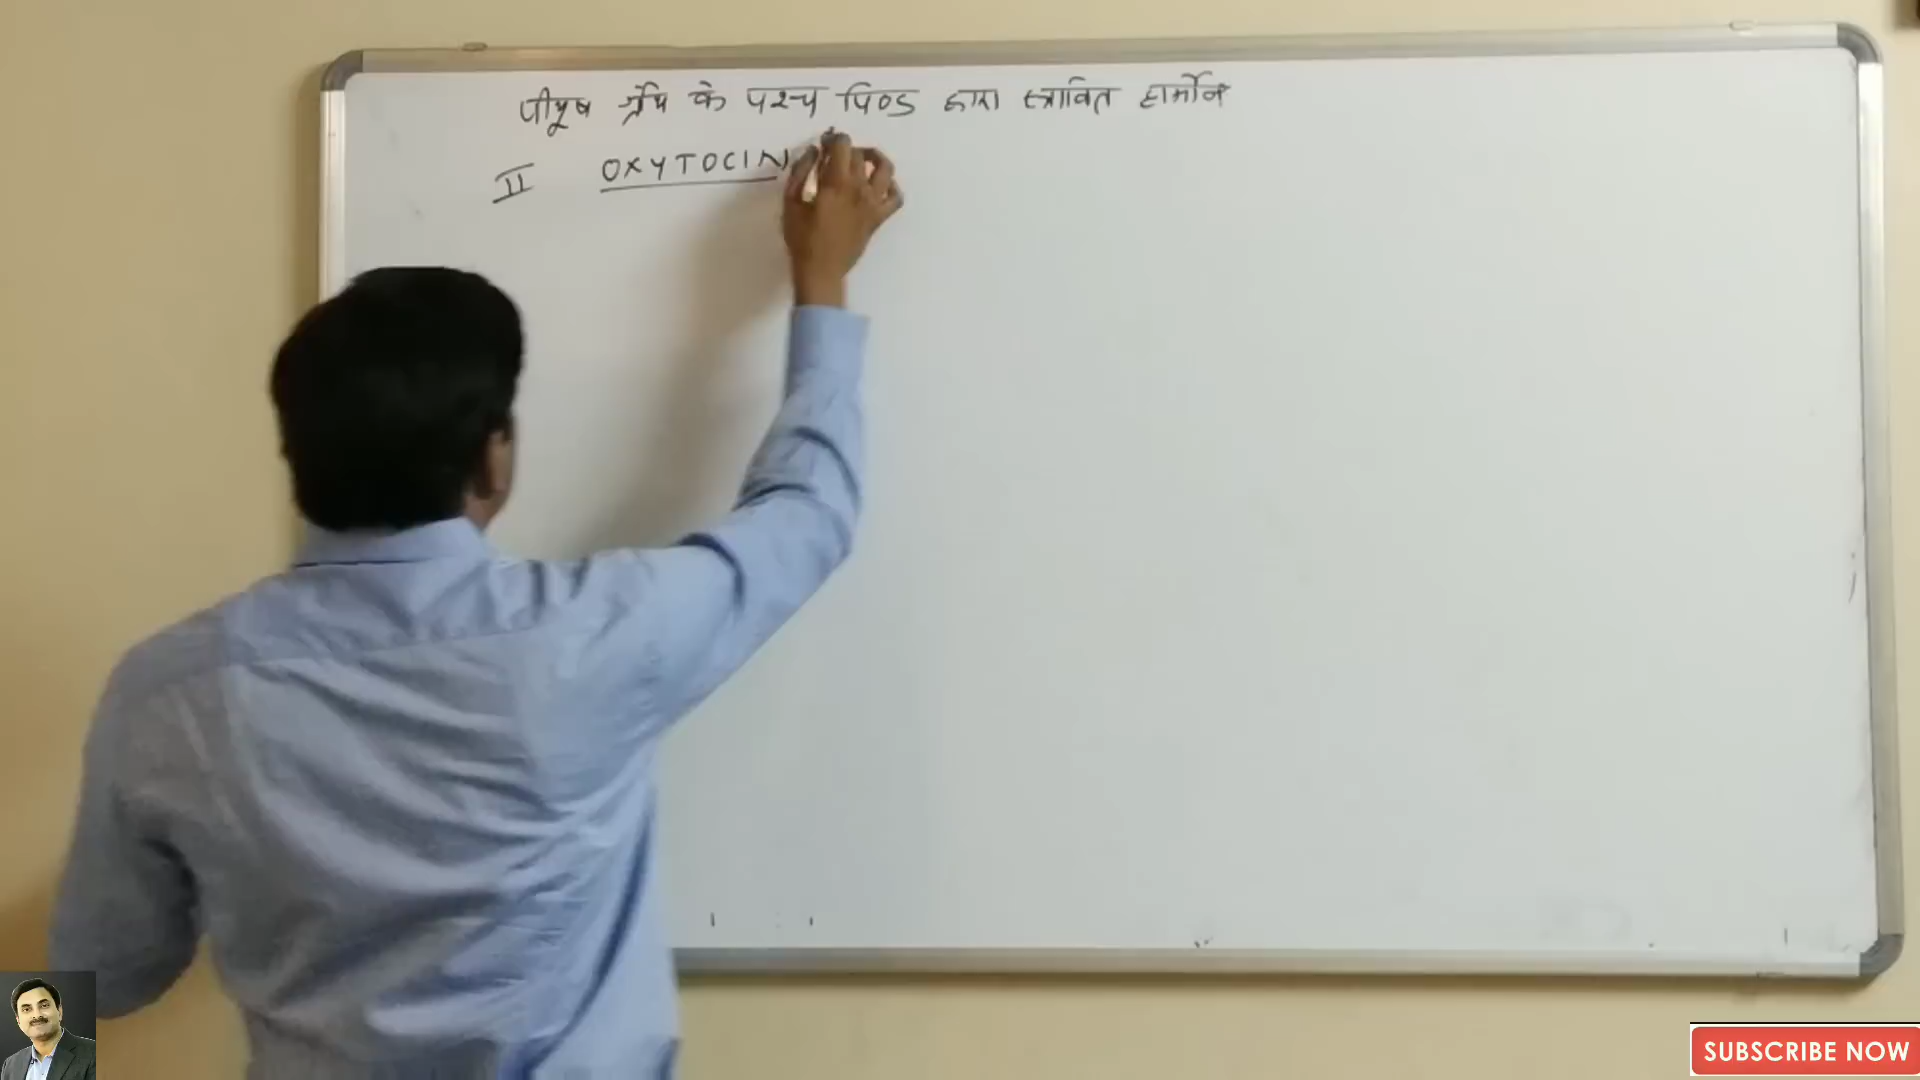 पीयूष ग्रंथि के पश्च पिण्ड द्वारा स्त्रावित हार्मोन
II OXYTOCIN
SUBSCRIBE NOW